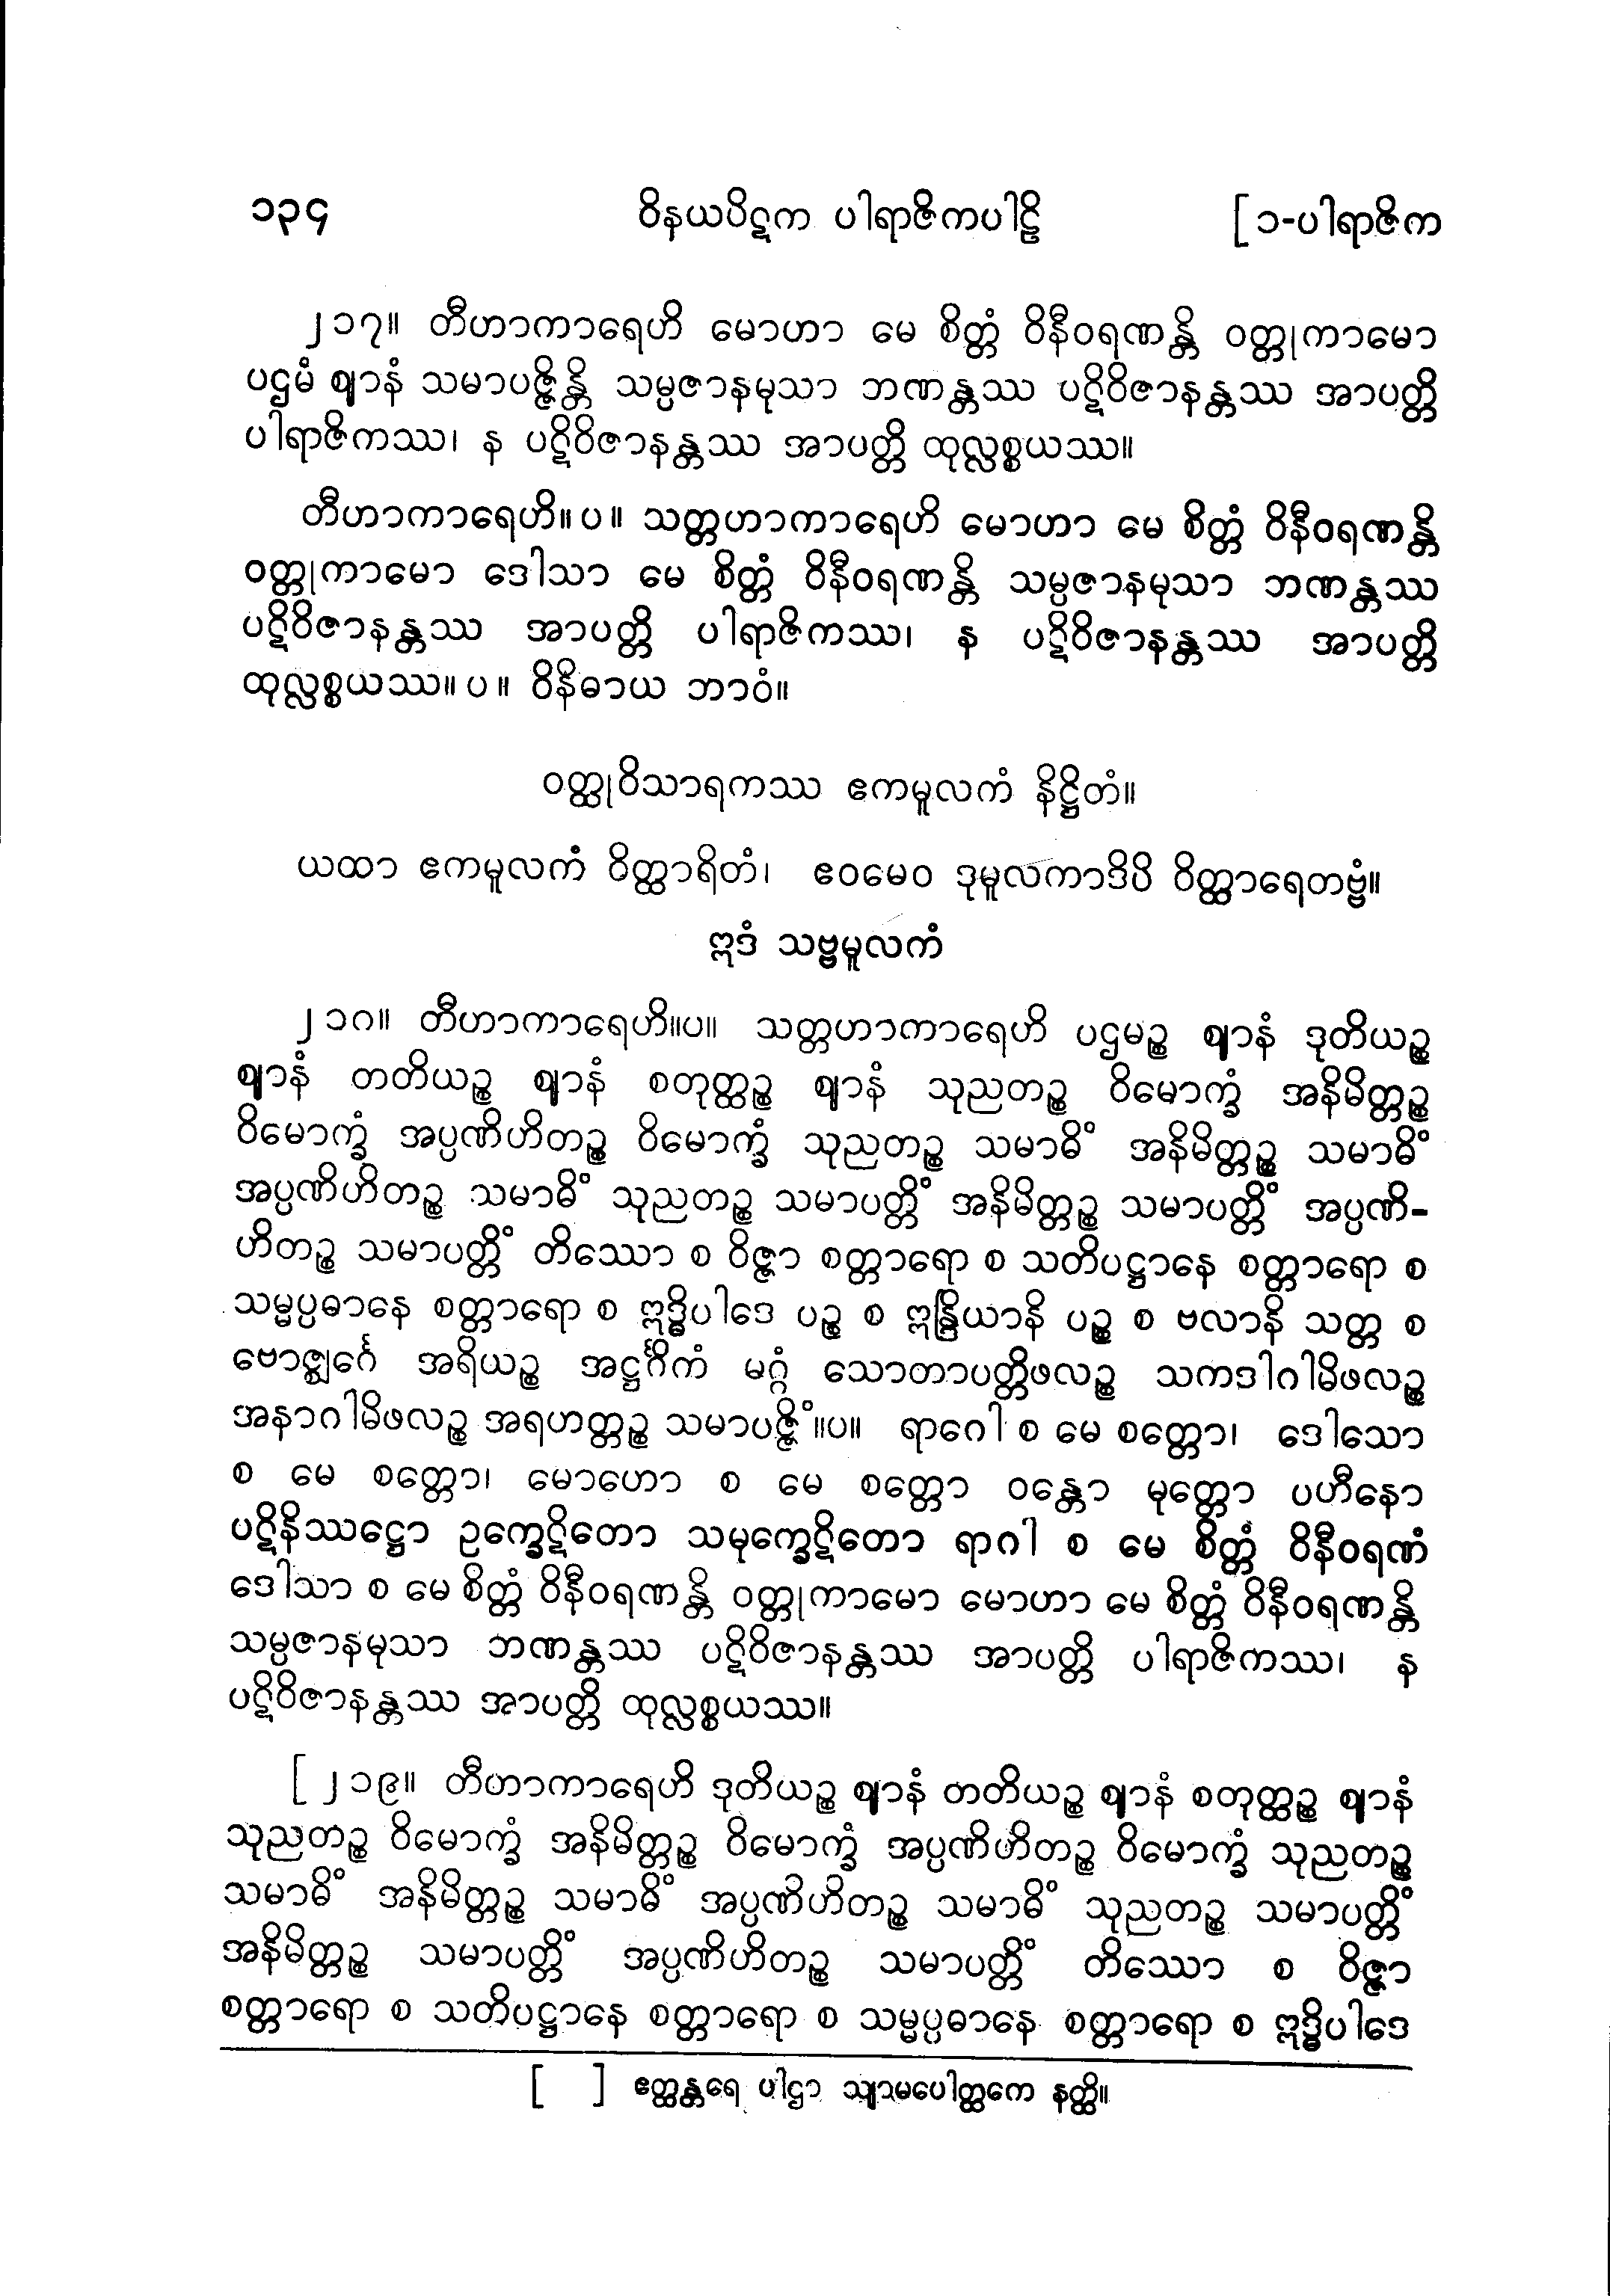 ၁၃၄ ဝိနယပိဋက ပါရာဇိကပါဠိ [ ၁-ပါရာဇိက
၂၁၇။ တီဟာကာရေဟိ မောဟာ မေ စိတ္တံ ဝိနီဝရဏန္တိ ဝတ္တုကာမော
ပဌမံ ဈာနံ သမာပဇ္ဇိန္တိ သမ္ပဇာနမုသာ ဘဏန္တဿ ပဋိဝိဇာနန္တဿ အာပတ္တိ
ပါရာဇိကဿ၊ န ပဋိဝိဇာနန္တဿ အာပတ္တိ ထုလ္လစ္စယဿ။
တီဟာကာရေဟိ။ပ။ သတ္တဟာကာရေဟိ မောဟာ မေ စိတ္တံ ဝိနီဝရဏန္တိ
ဝတ္တုကာမော ဒေါသာ မေ စိတ္တံ ဝိနီဝရဏန္တိ သမ္ပဇာနမုသာ ဘဏန္တဿ
ပဋိဝိဇာနန္တဿ အာပတ္တိ ပါရာဇိကဿ၊ န ပဋိဝိဇာနန္တဿ အာပတ္တိ
ထုလ္လစ္စယဿ။ပ။ ဝိနိဓာယ ဘာဝံ။
ဝတ္ထုဝိသာရကဿ ဧကမူလကံ နိဋ္ဌိတံ။
ယထာ ဧကမူလကံ ဝိတ္ထာရိတံ၊ ဧဝမေဝ ဒုမူလကာဒိပိ ဝိတ္ထာရေတဗ္ဗံ။
ဣဒံ သဗ္ဗမူလကံ
၂၁၈။ တီဟာကာရေဟိ။ပ။ သတ္တဟာကာရေဟိ ပဌမဉ္စ ဈာနံ ဒုတိယဉ္စ
ဈာနံ တတိယဉ္စ ဈာနံ စတုတ္ထဉ္စ ဈာနံ သုညတဉ္စ ဝိမောက္ခံ အနိမိတ္တဉ္စ
ဝိမောက္ခံ အပ္ပဏိဟိတဉ္စ ဝိမောက္ခံ သုညတဉ္စ သမာဓိံ အနိမိတ္တဉ္စ သမာဓိံ
အပ္ပဏိဟိတဉ္စ သမာဓိံ သုညတဉ္စ သမာပတ္တိံ အနိမိတ္တဉ္စ သမာပတ္တိံ အပ္ပဏိ-
ဟိတဉ္စ သမာပတ္တိံ တိဿော စ ဝိဇ္ဇာ စတ္တာရော စ သတိပဋ္ဌာနေ စတ္တာရော စ
သမ္မပ္ပဓာနေ စတ္တာရော စ ဣဒ္ဓိပါဒေ ပဉ္စ စ ဣန္ဒြိယာနိ ပဉ္စ စ ဗလာနိ သတ္တ စ
ဗောဇ္ဈင်္ဂေ အရိယဉ္စ အဋ္ဌင်္ဂိကံ မဂ္ဂံ သောတာပတ္တိဖလဉ္စ သကဒါဂါမိဖလဉ္စ
အနာဂါမိဖလဉ္စ အရဟတ္တဉ္စ သမာပဇ္ဇိံ။ပ။ ရာဂေါ စ မေ စတ္တော၊ ဒေါသော
စ မေ စတ္တော၊ မောဟော စ မေ စတ္တော ဝန္တော မုတ္တော ပဟီနော
ပဋိနိဿဋ္ဌော ဥက္ခေဋိတော သမုက္ခေဋိတော ရာဂါ စ မေ စိတ္တံ ဝိနီဝရဏံ
ဒေါသာ စ မေ စိတ္တံ ဝိနီဝရဏန္တိ ဝတ္တုကာမော မောဟာ မေ စိတ္တံ ဝိနီဝရဏန္တိ
သမ္ပဇာနမုသာ ဘဏန္တဿ ပဋိဝိဇာနန္တဿ အာပတ္တိ ပါရာဇိကဿ၊ န
ပဋိဝိဇာနန္တဿ အာပတ္တိ ထုလ္လစ္စယဿ။
[ ၂၁၉။ တီဟာကာရေဟိ ဒုတိယဉ္စ ဈာနံ တတိယဉ္စ ဈာနံ စတုတ္ထဉ္စ ဈာနံ
သုညတဉ္စ ဝိမောက္ခံ အနိမိတ္တဉ္စ ဝိမောက္ခံ အပ္ပဏိဟိတဉ္စ ဝိမောက္ခံ သုညတဉ္စ
သမာဓိံ အနိမိတ္တဉ္စ သမာဓိံ အပ္ပဏိဟိတဉ္စ သမာဓိံ သုညတဉ္စ သမာပတ္တိံ
အနိမိတ္တဉ္စ သမာပတ္တိံ အပ္ပဏိဟိတဉ္စ သမာပတ္တိံ တိဿော စ ဝိဇ္ဇာ
စတ္တာရော စ သတိပဋ္ဌာနေ စတ္တာရော စ သမ္မပ္ပဓာနေ စတ္တာရော စ ဣဒ္ဓိပါဒေ
[ ] ဧတ္ထန္တရေ ပါဌာ သျာမပေါတ္ထကေ နတ္ထိ။